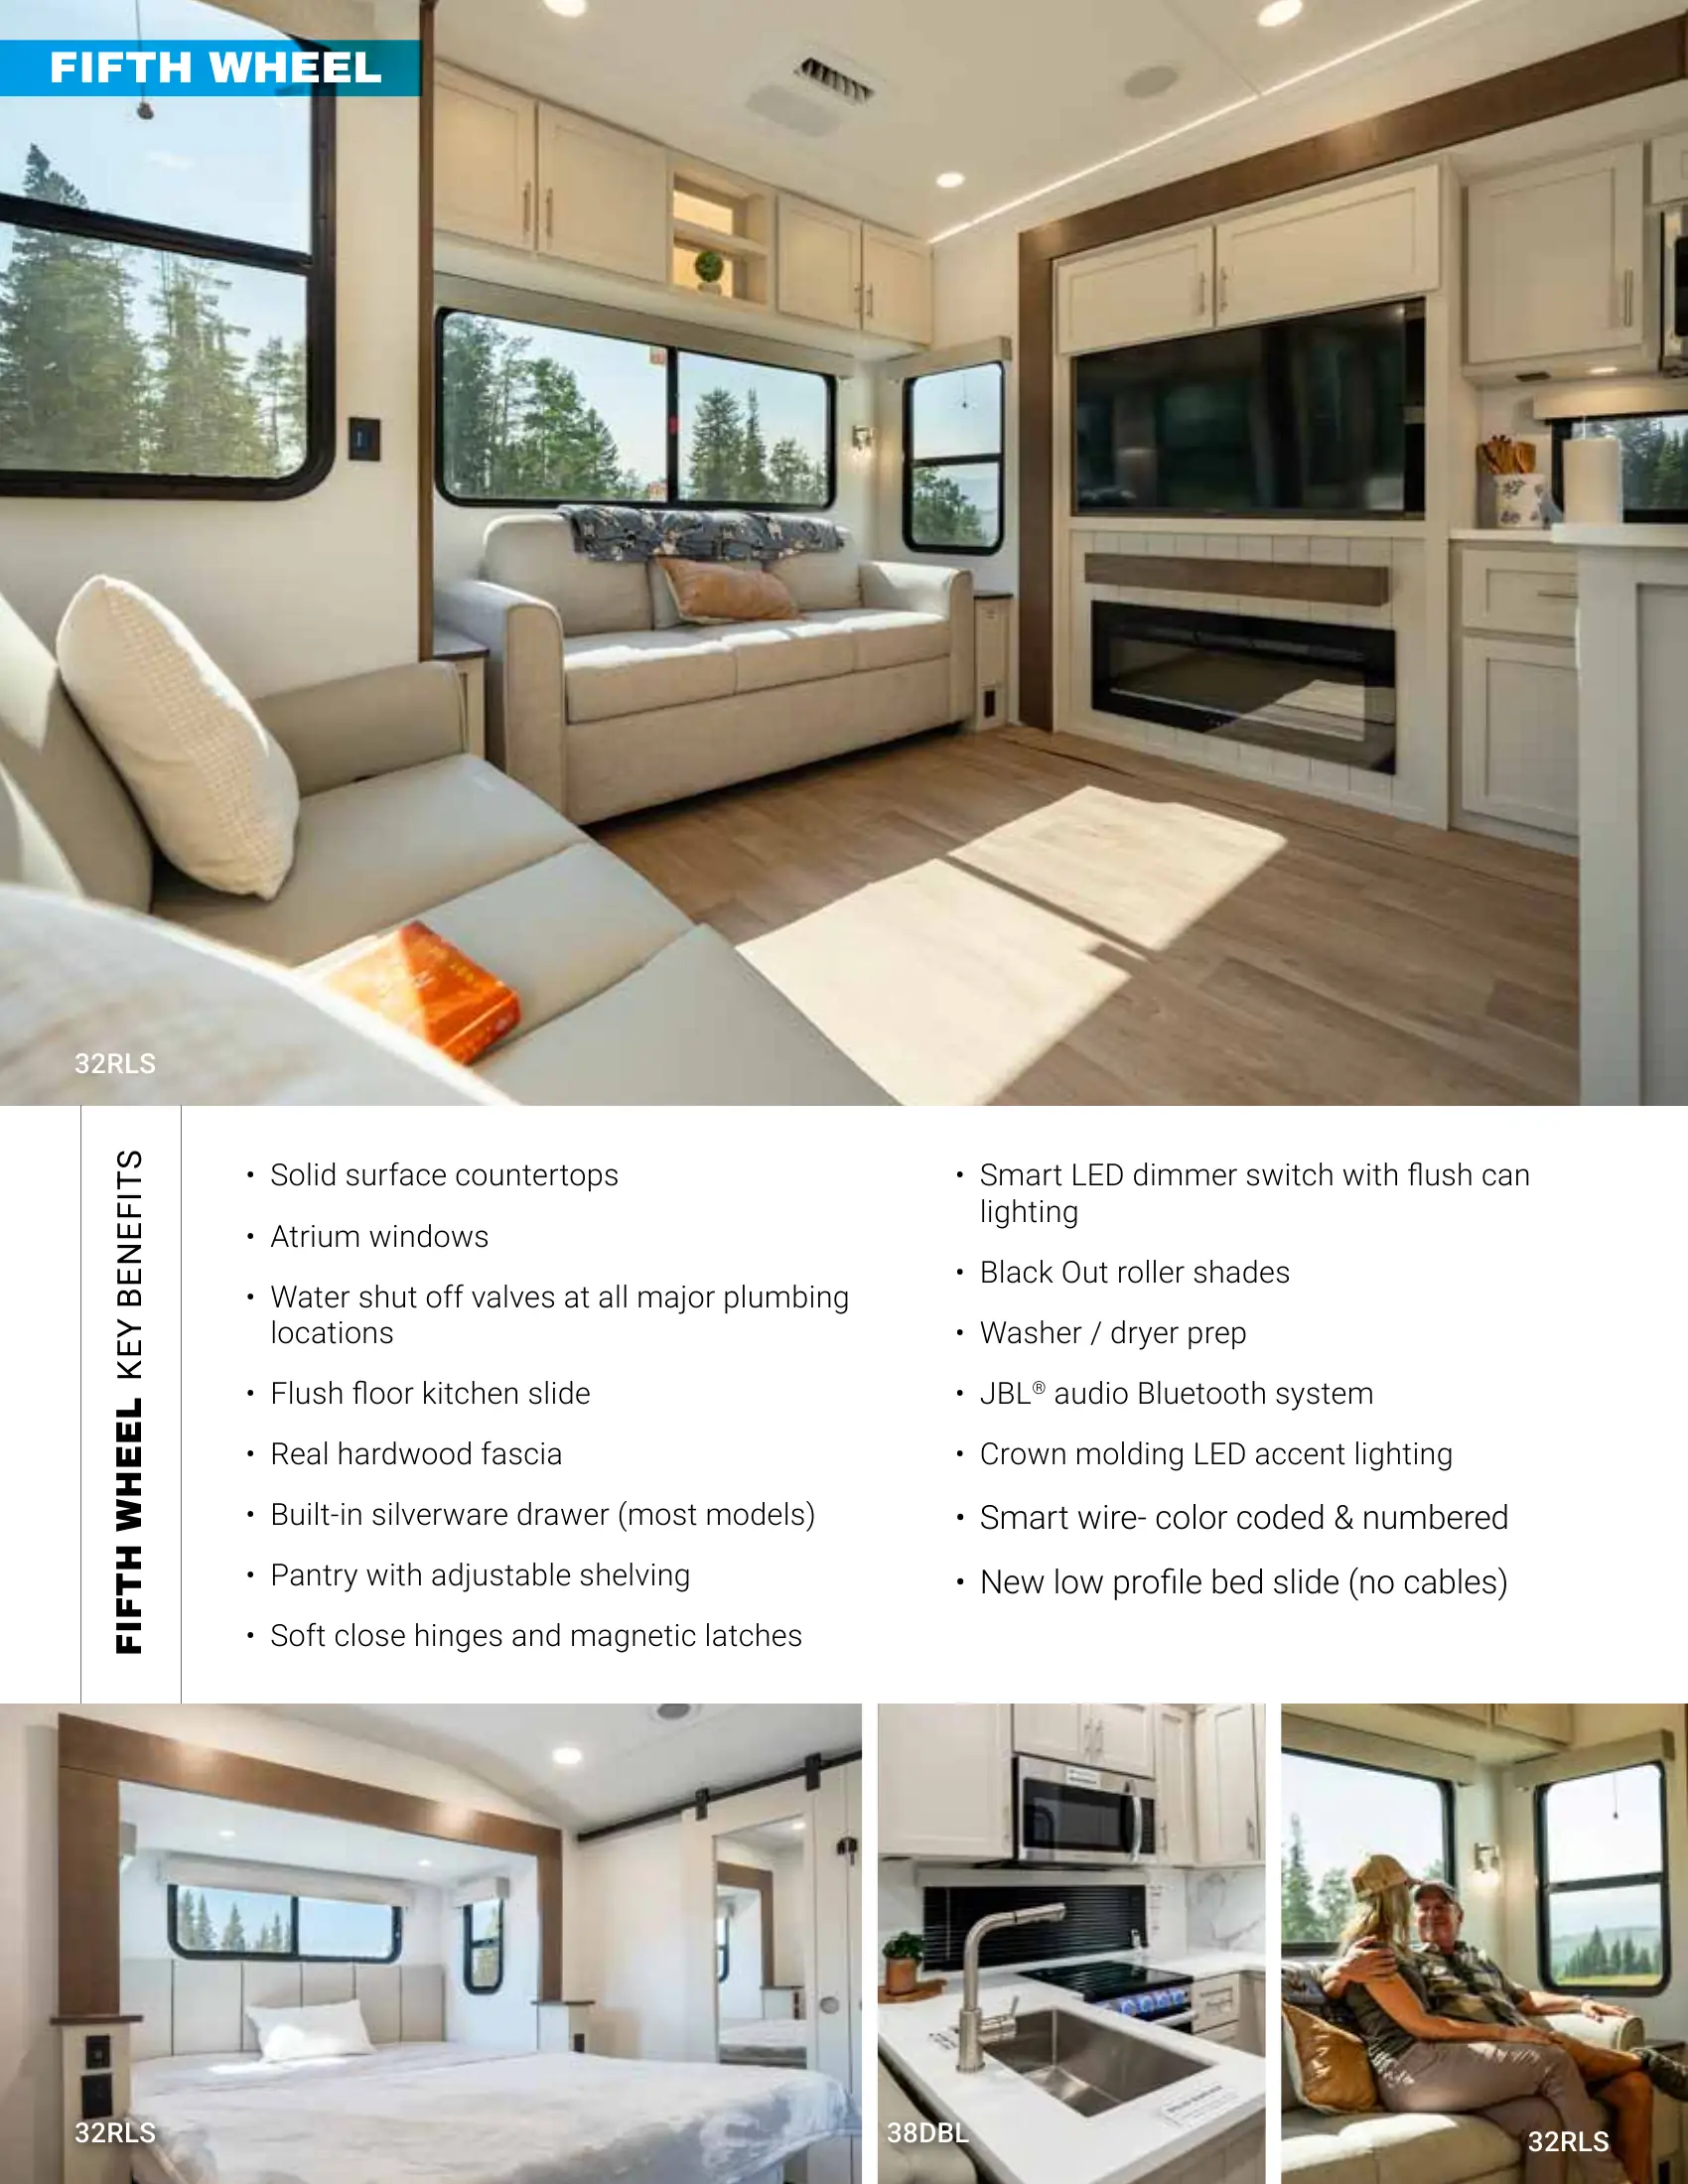 FIFTH WHEEL
32RLS
FIFTH WHEEL KEY BENEFITS
• Solid surface countertops
• Atrium windows
• Water shut off valves at all major plumbing
locations
• Flush floor kitchen slide
• Real hardwood fascia
• Built-in silverware drawer (most models)
• Pantry with adjustable shelving
• Soft close hinges and magnetic latches
• Smart LED dimmer switch with flush can
lighting
• Black Out roller shades
• Washer / dryer prep
• JBL® audio Bluetooth system
• Crown molding LED accent lighting
• Smart wire- color coded & numbered
• New low profile bed slide (no cables)
32RLS
38DBL
32RLS